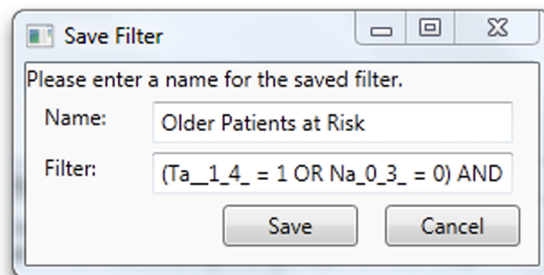 Save Filter
Please enter a name for the saved filter.
Name: Older Patients at Risk
Filter: (Ta__1_4_ = 1 OR Na_0_3_ = 0) AND
Save Cancel